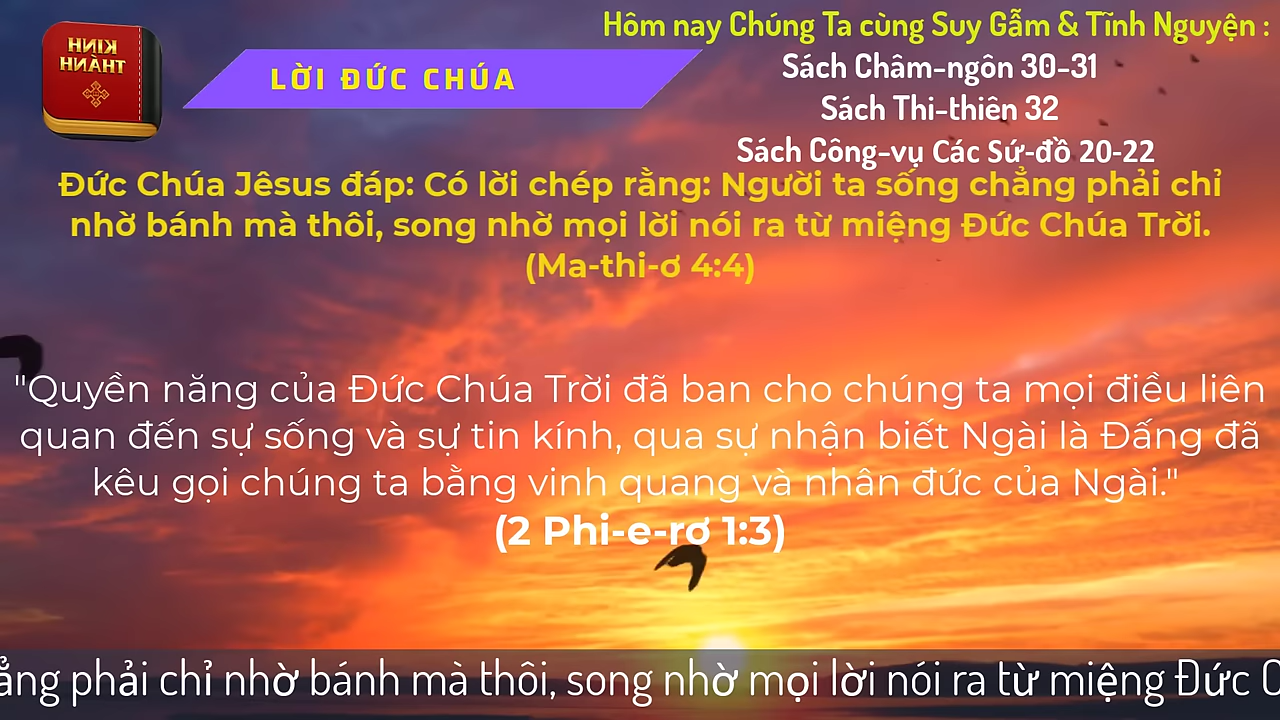 Hôm nay Chúng Ta cùng Suy Gẫm & Tĩnh Nguyện :
KINH
THÀNH
LỜI ĐỨC CHÚA
Sách Châm-ngôn 30-31
Sách Thi-thiên 32
Sách Công-vụ Các Sứ-đồ 20-22
Đức Chúa Jêsus đáp: Có lời chép rằng: Người ta sống chẳng phải chỉ
nhờ bánh mà thôi, song nhờ mọi lời nói ra từ miệng Đức Chúa Trời.
(Ma-thi-ơ 4:4)
"Quyền năng của Đức Chúa Trời đã ban cho chúng ta mọi điều liên
quan đến sự sống và sự tin kính, qua sự nhận biết Ngài là Đấng đã
kêu gọi chúng ta bằng vinh quang và nhân đức của Ngài."
(2 Phi-e-rơ 1:3)
phải chỉ nhờ bánh mà thôi, song nhờ mọi lời nói ra từ miệng Đức